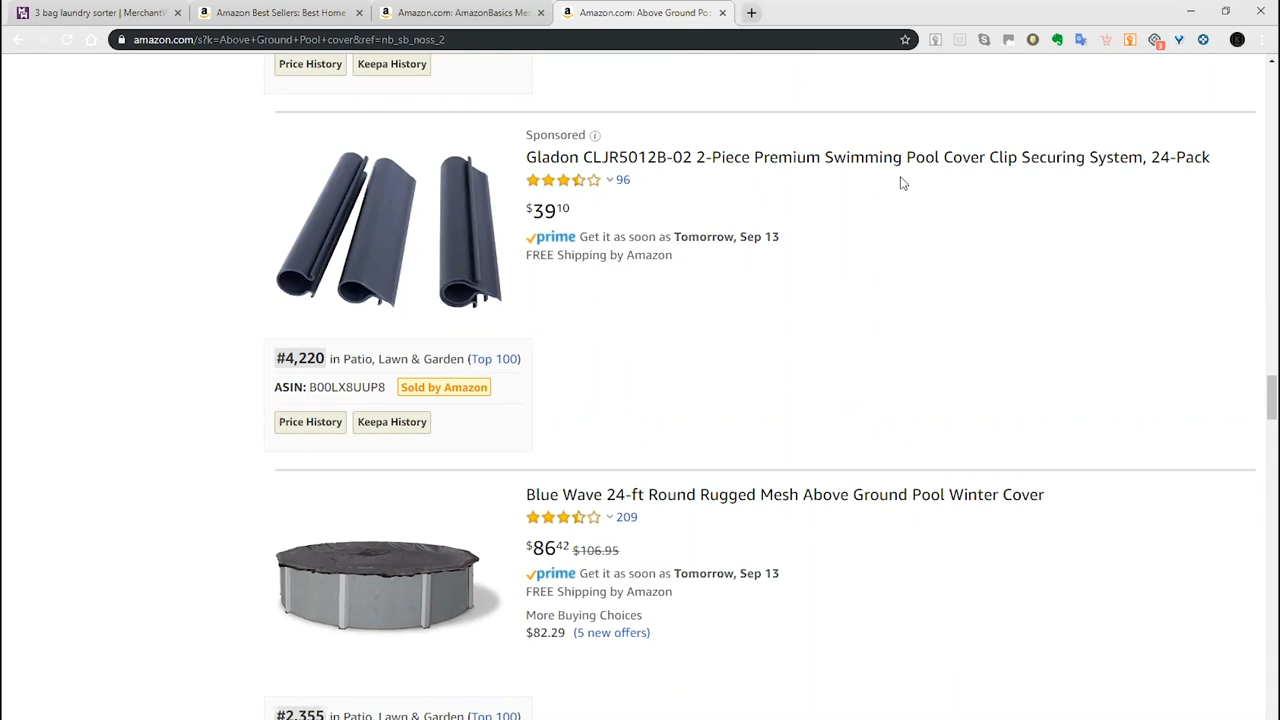 3 bag laundry sorter | MerchantW
Amazon Best Sellers: Best Home
Amazon.com: AmazonBasics Me
Amazon.com: Above Ground Poo
amazon.com/s?k=Above+Ground+Pool+cover&ref=nb_sb_noss_2
Price History Keepa History
Sponsored
Gladon CLJR5012B-02 2-Piece Premium Swimming Pool Cover Clip Securing System, 24-Pack
96
$39 10
prime Get it as soon as Tomorrow, Sep 13
FREE Shipping by Amazon
#4,220 in Patio, Lawn & Garden (Top 100)
ASIN: B00LX8UUP8 Sold by Amazon
Price History Keepa History
Blue Wave 24-ft Round Rugged Mesh Above Ground Pool Winter Cover
209
$86 42 $106.95
prime Get it as soon as Tomorrow, Sep 13
FREE Shipping by Amazon
More Buying Choices
$82.29 (5 new offers)
#2,355 in Patio, Lawn & Garden (Top 100)